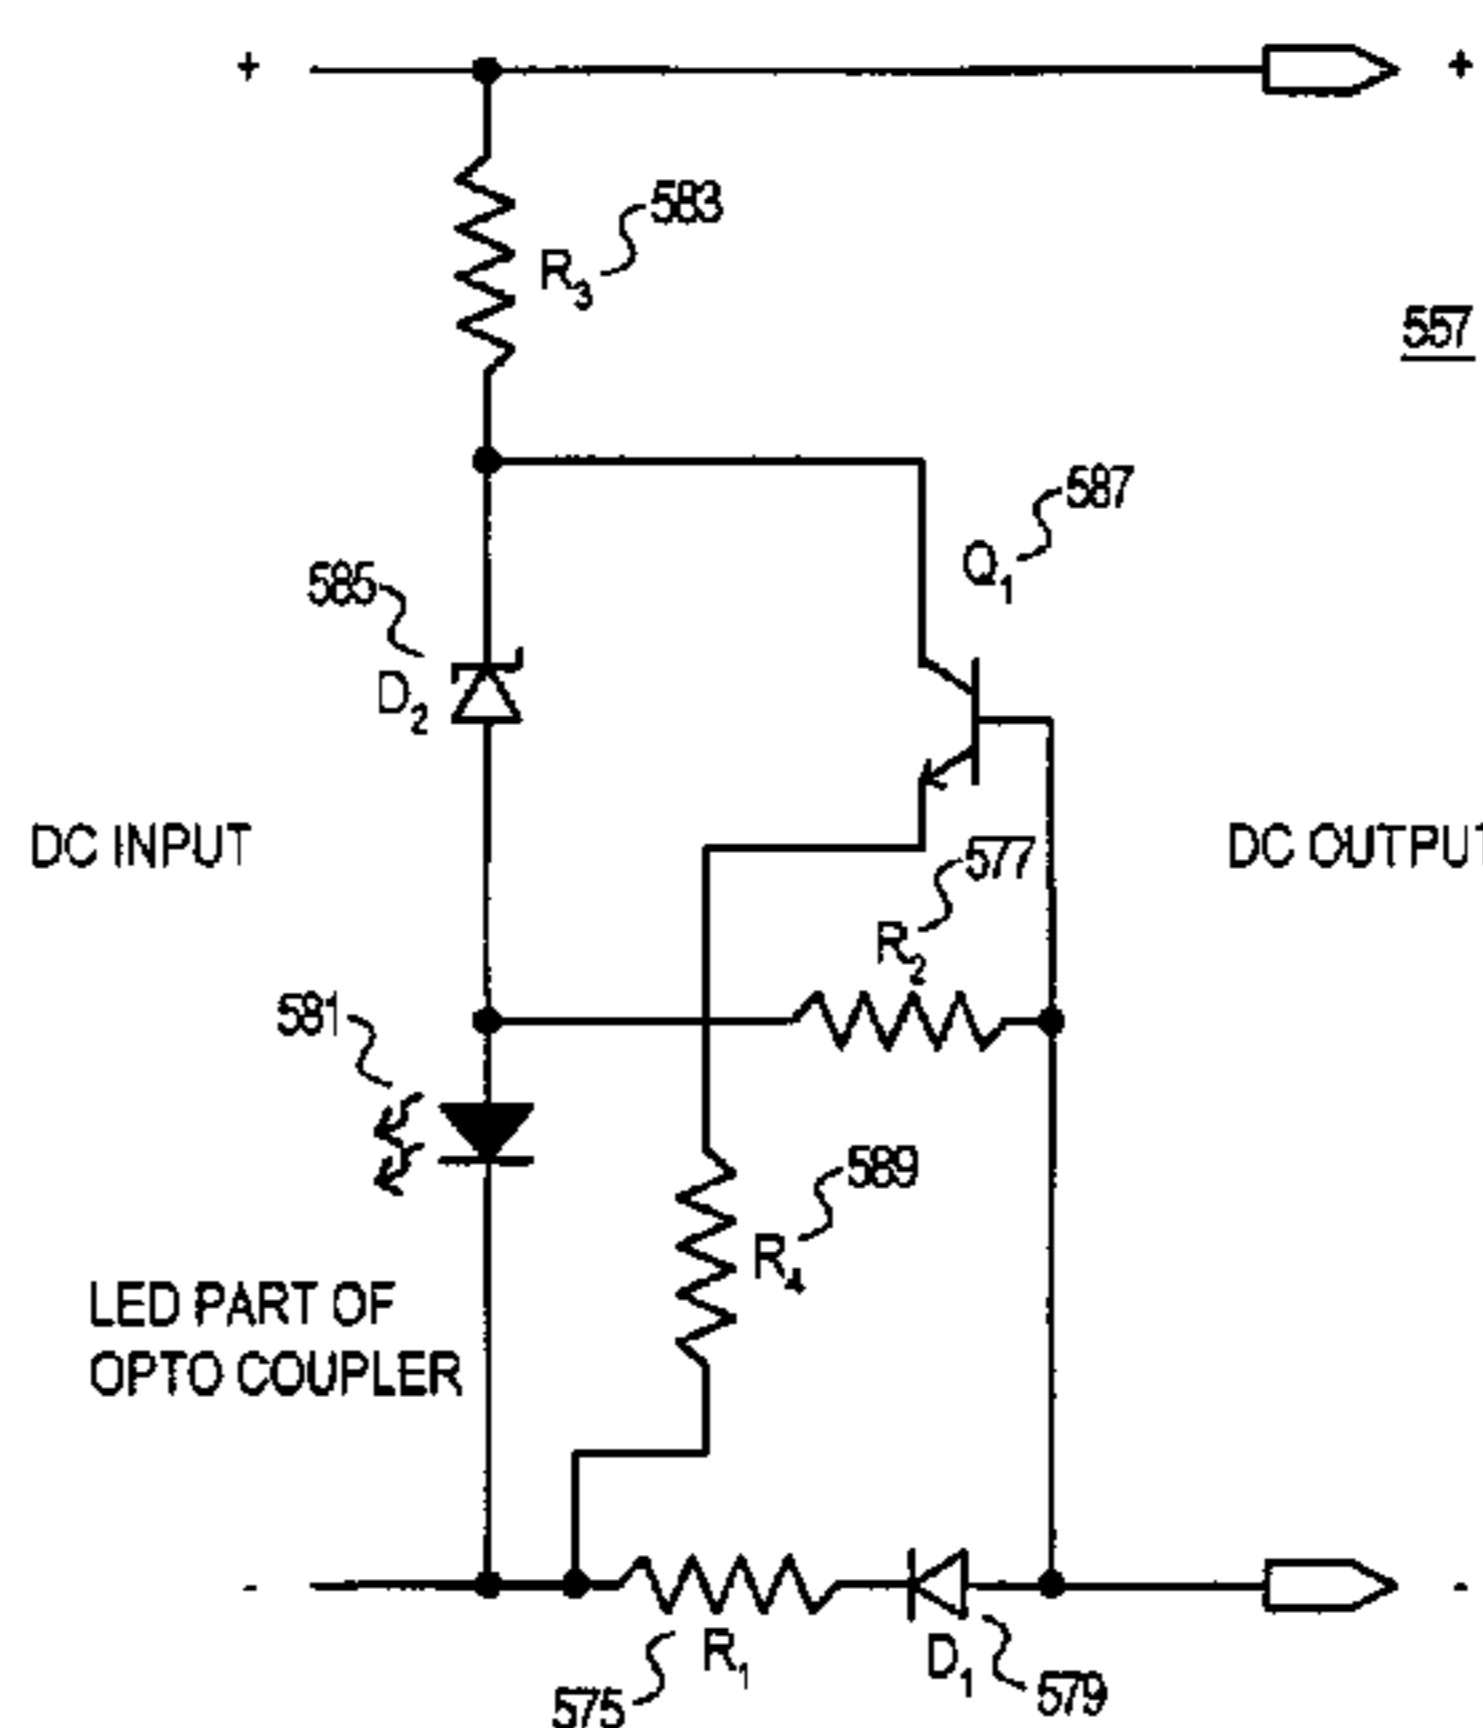 + +
583
R3
557
587
Q1
585
D2
DC INPUT
DC OUTPUT
577
R2
581
589
R4
LED PART OF
OPTO COUPLER
- -
R1
D1
575
579